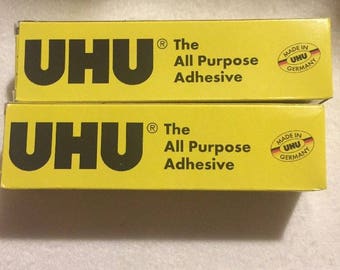 UHU® The
All Purpose
Adhesive
MADE IN
UHU
GERMANY
UHU® The
All Purpose
Adhesive
MADE IN
UHU
GERMANY